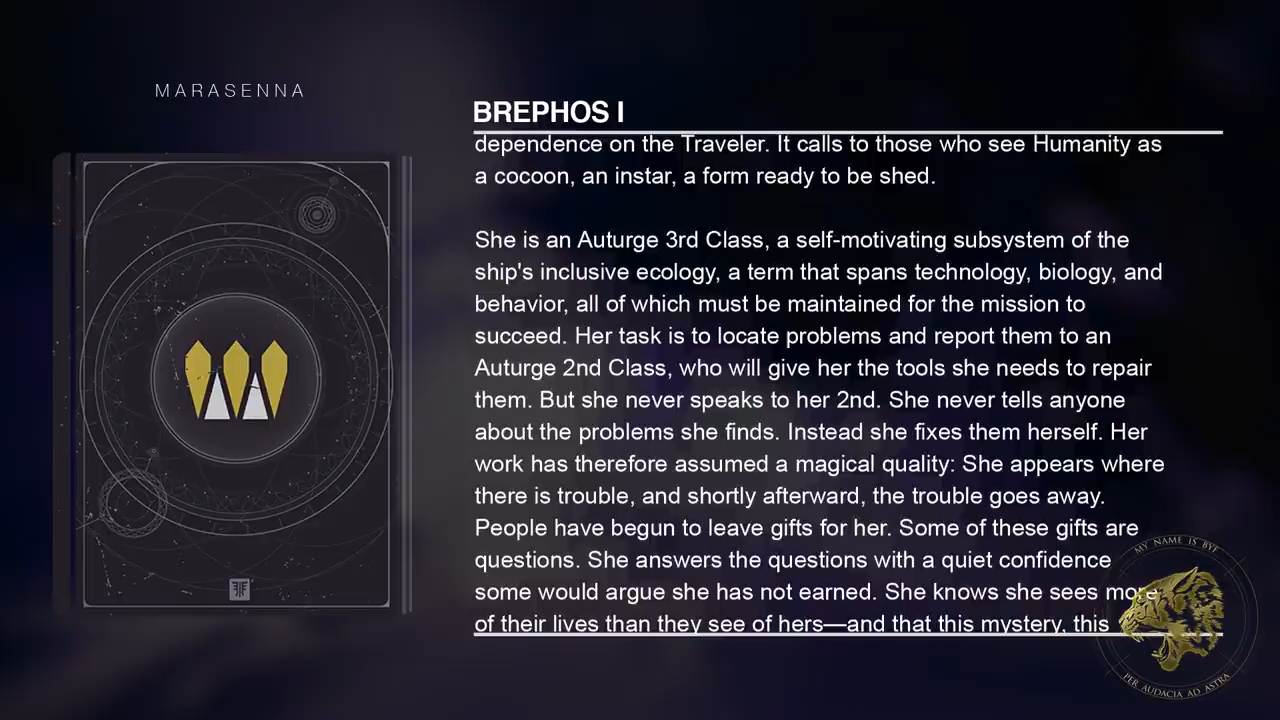 MARASENNA
BREPHOS I
dependence on the Traveler. It calls to those who see Humanity as
a cocoon, an instar, a form ready to be shed.
She is an Auturge 3rd Class, a self-motivating subsystem of the
ship's inclusive ecology, a term that spans technology, biology, and
behavior, all of which must be maintained for the mission to
succeed. Her task is to locate problems and report them to an
Auturge 2nd Class, who will give her the tools she needs to repair
them. But she never speaks to her 2nd. She never tells anyone
about the problems she finds. Instead she fixes them herself. Her
work has therefore assumed a magical quality: She appears where
there is trouble, and shortly afterward, the trouble goes away.
People have begun to leave gifts for her. Some of these gifts are
questions. She answers the questions with a quiet confidence
some would argue she has not earned. She knows she sees more
of their lives than they see of hers—and that this mystery, this
MY NAME IS BYF
PER AUDACIA AD ASTRA